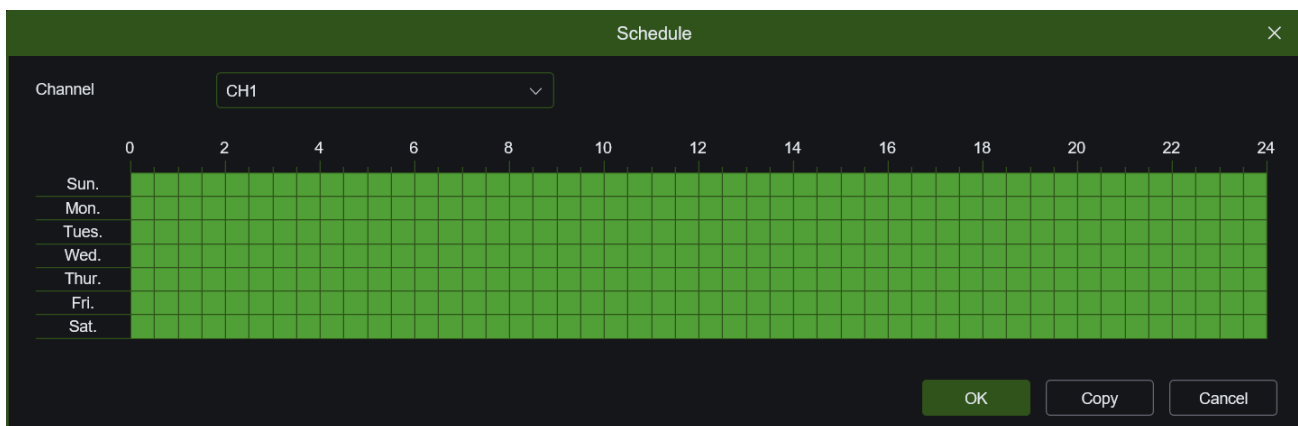 Schedule
Channel CH1
0 2 4 6 8 10 12 14 16 18 20 22 24
Sun.
Mon.
Tues.
Wed.
Thur.
Fri.
Sat.
OK Copy Cancel